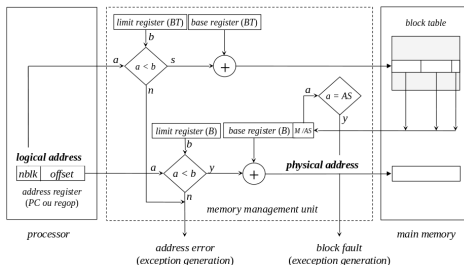 limit register (BT)
base register (BT)
block table
b
a
a < b
s
+
n
a
a = AS
y
limit register (B)
base register (B)
M /AS
b
logical address
nblk
offset
a
a < b
y
+
physical address
address register
(PC ou regop)
n
memory management unit
processor
address error
(exception generation)
block fault
(exeception generation)
main memory